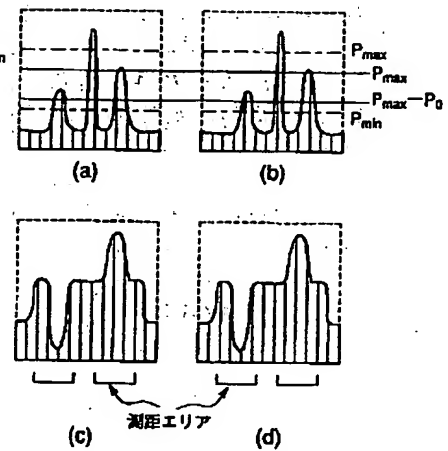 n
Pmax
Pmax
Pmax−P0
Pmin
(a)
(b)
測距エリア
(c)
(d)